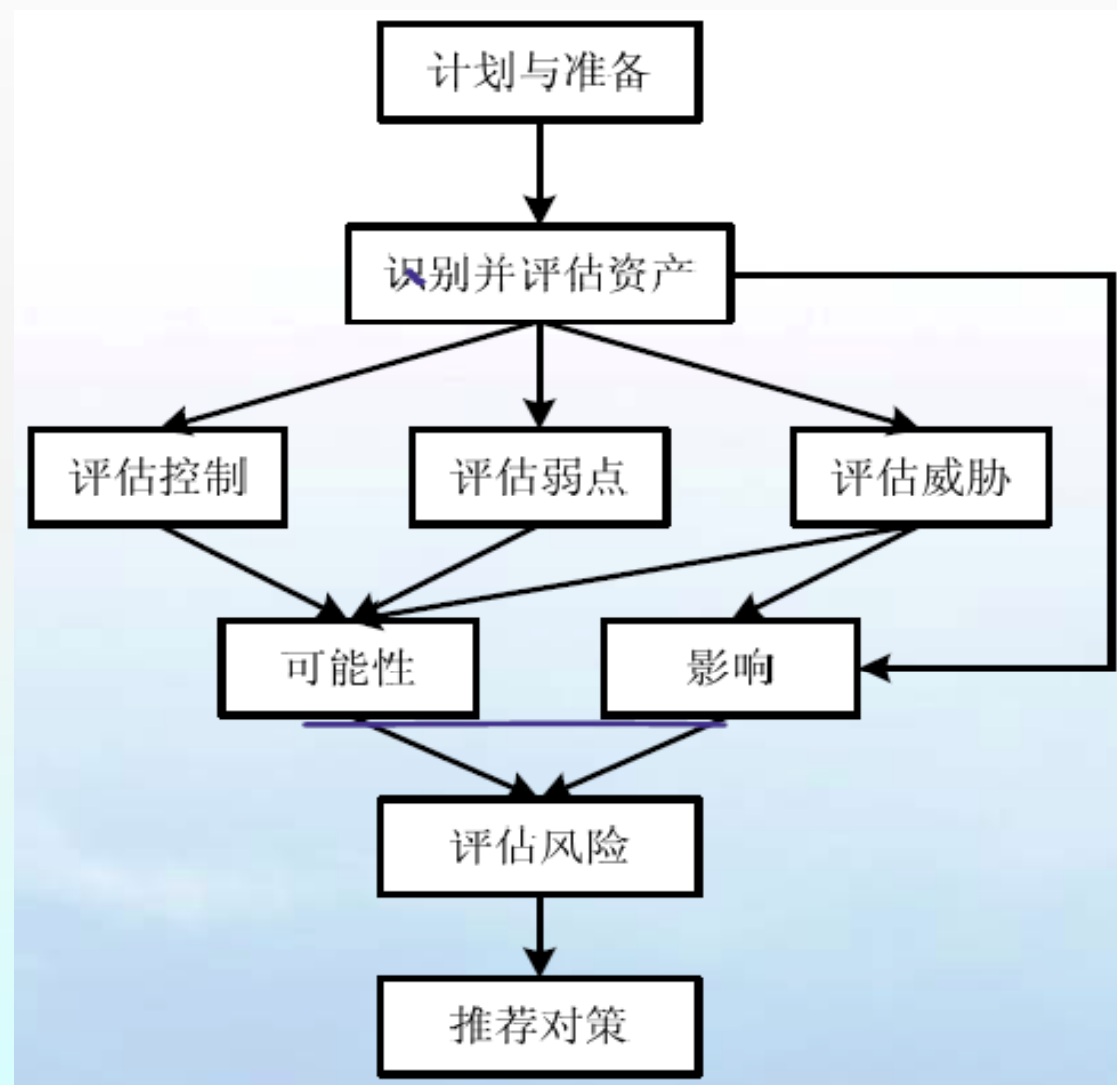 计划与准备
识别并评估资产
评估控制
评估弱点
评估威胁
可能性
影响
评估风险
推荐对策